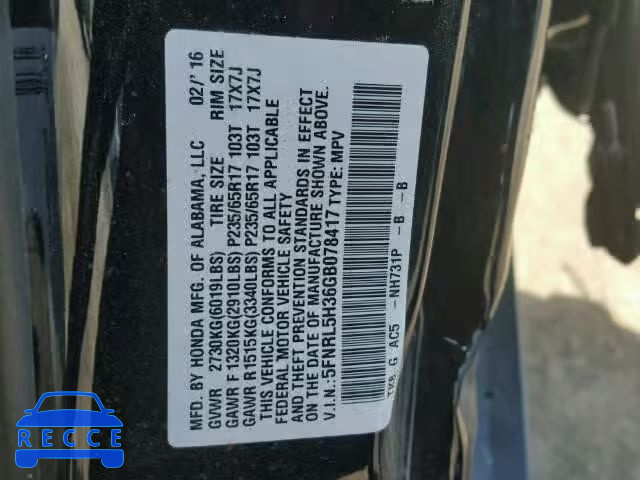 MFD. BY HONDA MFG. OF ALABAMA, LLC 02/'16
GVWR 2730KG(6019LBS) TIRE SIZE RIM SIZE
GAWR F 1320KG(2910LBS) P235/65R17 103T 17X7J
GAWR R 1515KG(3340LBS) P235/65R17 103T 17X7J
THIS VEHICLE CONFORMS TO ALL APPLICABLE
FEDERAL MOTOR VEHICLE SAFETY
AND THEFT PREVENTION STANDARDS IN EFFECT
ON THE DATE OF MANUFACTURE SHOWN ABOVE.
V.I.N.:5FNRL5H36GB078417 TYPE: MPV
TK8 G AC5 -NH731P -B -B
RECCE